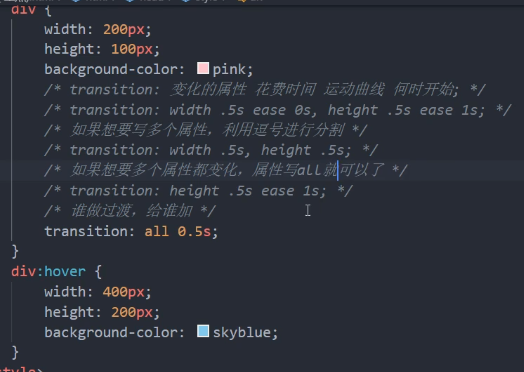 div {
width: 200px;
height: 100px;
background-color: pink;
/* transition: 变化的属性 花费时间 运动曲线 何时开始; */
/* transition: width .5s ease 0s, height .5s ease 1s; */
/* 如果想要写多个属性，利用逗号进行分割 */
/* transition: width .5s, height .5s; */
/* 如果想要多个属性都变化，属性写all就可以了 */
/* transition: height .5s ease 1s; */
/* 谁做过渡，给谁加 */
transition: all 0.5s;
}
div:hover {
width: 400px;
height: 200px;
background-color: skyblue;
}